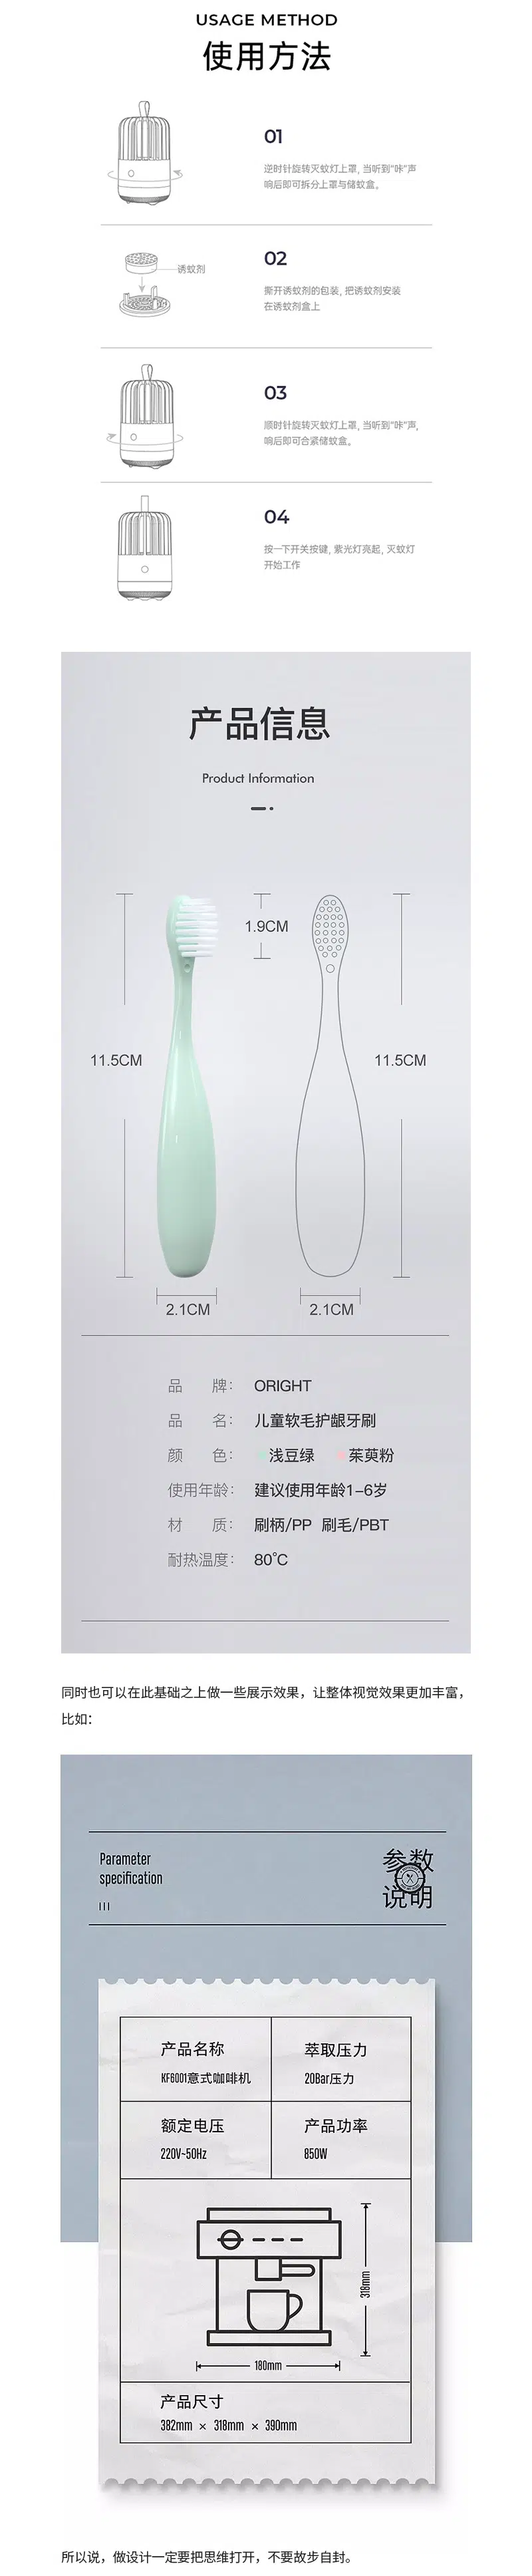 USAGE METHOD
使用方法
01
逆时针旋转灭蚊灯上罩, 当听到“咔”声
响后即可拆分上罩与储蚊盒。
02
诱蚊剂
撕开诱蚊剂的包装, 把诱蚊剂安装
在诱蚊剂盒上
03
顺时针旋转灭蚊灯上罩, 当听到“咔”声,
响后即可合紧储蚊盒。
04
按一下开关按键, 紫光灯亮起, 灭蚊灯
开始工作
产品信息
Product Information
1.9CM
11.5CM
11.5CM
2.1CM
2.1CM
品 牌: ORIGHT
品 名: 儿童软毛护龈牙刷
颜 色: 浅豆绿 茱萸粉
使用年龄: 建议使用年龄1-6岁
材 质: 刷柄/PP 刷毛/PBT
耐热温度: 80°C
同时也可以在此基础之上做一些展示效果，让整体视觉效果更加丰富，
比如：
Parameter
specification
参数
说明
产品名称
KF6001意式咖啡机
萃取压力
20Bar压力
额定电压
220V~50Hz
产品功率
850W
318mm
180mm
产品尺寸
382mm × 318mm × 390mm
所以说，做设计一定要把思维打开，不要故步自封。